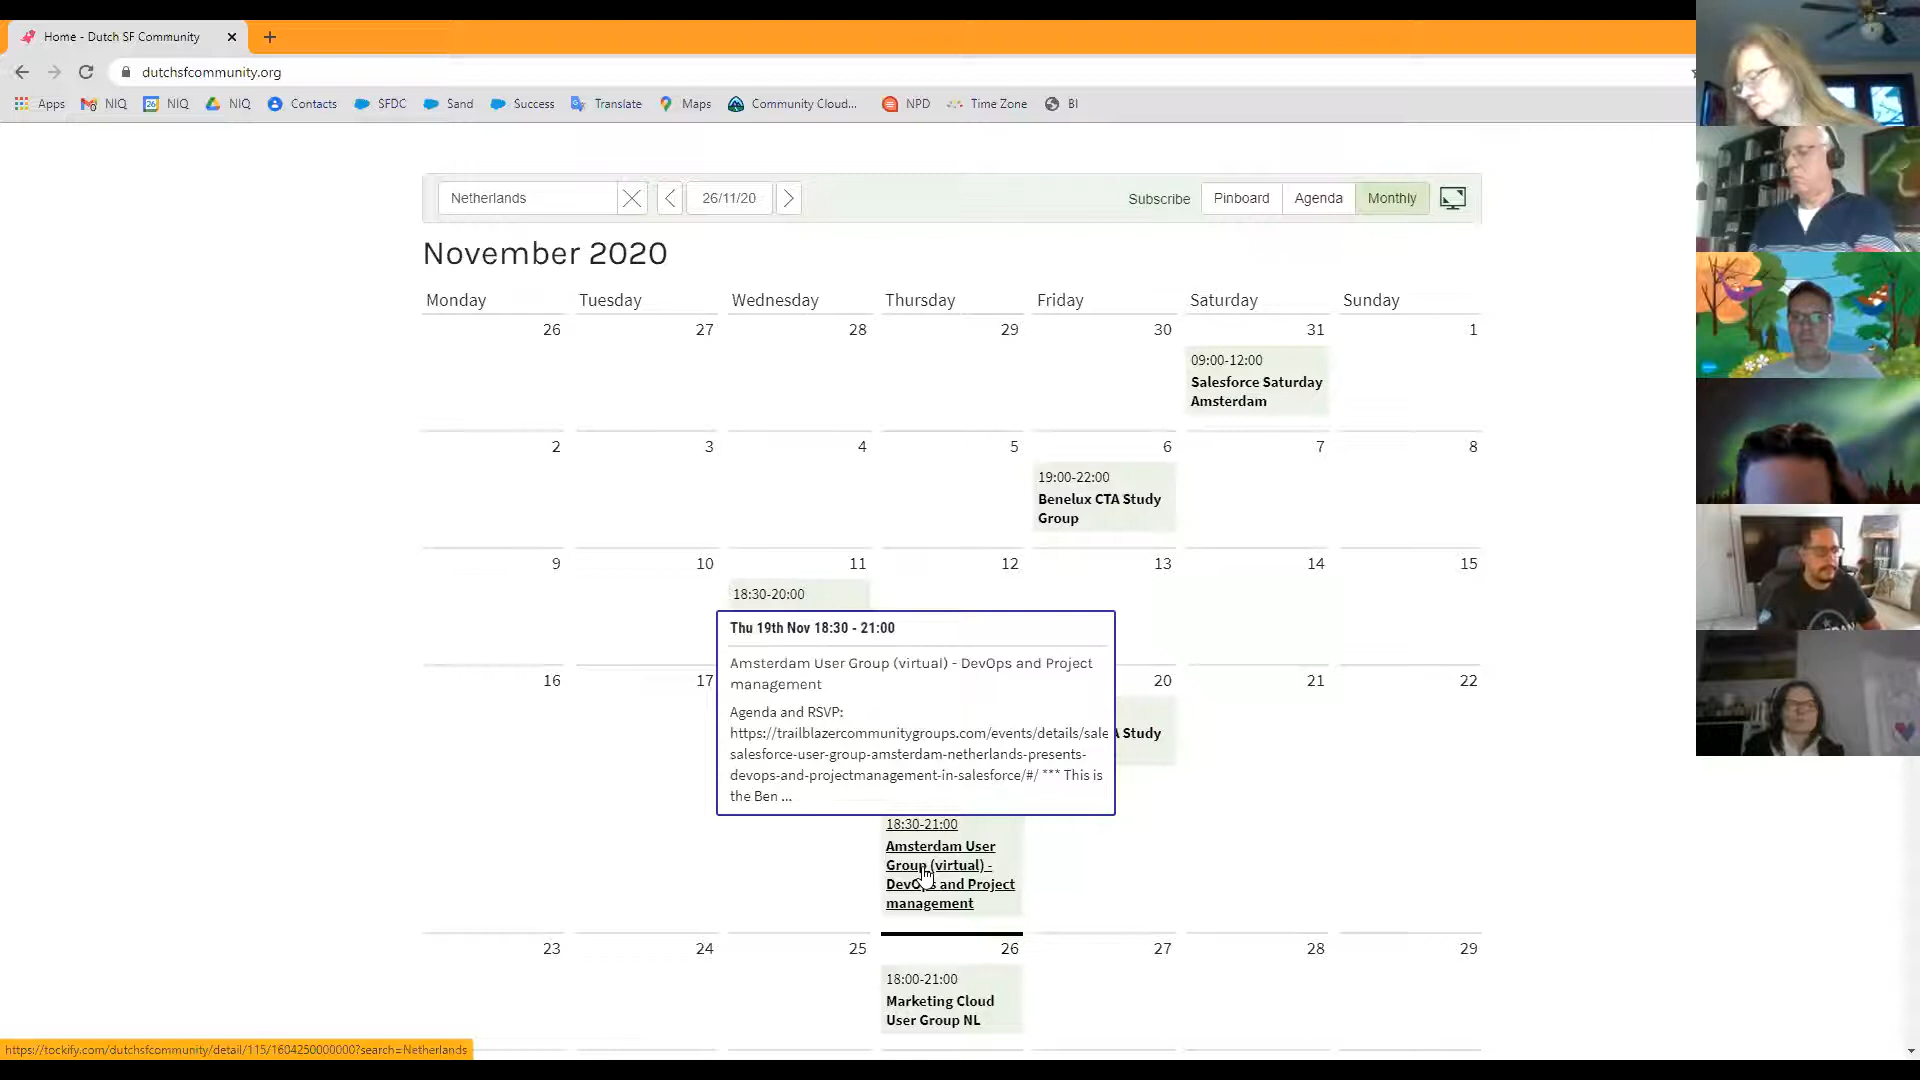 Home - Dutch SF Community
dutchsfcommunity.org
Apps NIQ 26 NIQ NIQ Contacts SFDC Sand Success Translate Maps Community Cloud... NPD Time Zone BI
Netherlands 26/11/20 Subscribe Pinboard Agenda Monthly
November 2020
Monday Tuesday Wednesday Thursday Friday Saturday Sunday
26 27 28 29 30 31 1
09:00-12:00
Salesforce Saturday
Amsterdam
2 3 4 5 6 7 8
19:00-22:00
Benelux CTA Study
Group
9 10 11 12 13 14 15
18:30-20:00
Thu 19th Nov 18:30 - 21:00
Amsterdam User Group (virtual) - DevOps and Project
management
16 17 20 21 22
Agenda and RSVP:
https://trailblazercommunitygroups.com/events/details/sale
Study
salesforce-user-group-amsterdam-netherlands-presents-
devops-and-projectmanagement-in-salesforce/#/ *** This is
the Ben ...
18:30-21:00
Amsterdam User
Group (virtual) -
DevOps and Project
management
23 24 25 26 27 28 29
18:00-21:00
Marketing Cloud
User Group NL
https://tockify.com/dutchsfcommunity/detail/115/1604250000000?search=Netherlands